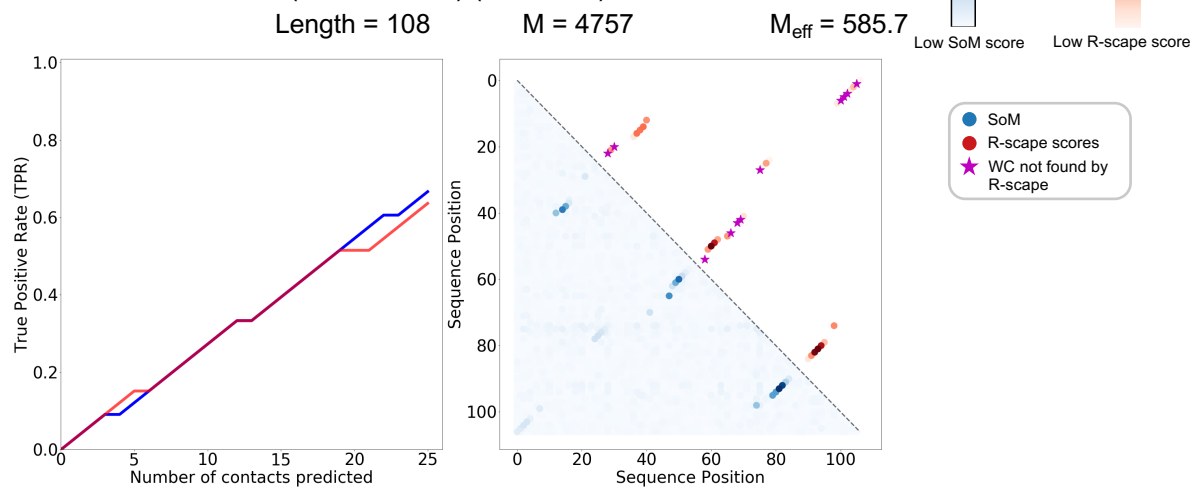 Length = 108 M = 4757 Meff = 585.7
Low SoM score Low R-scape score
1.0
0.8
0.6
0.4
0.2
0.0
True Positive Rate (TPR)
0 5 10 15 20 25
Number of contacts predicted
0
20
40
60
80
100
Sequence Position
0 20 40 60 80 100
Sequence Position
SoM
R-scape scores
WC not found by
R-scape